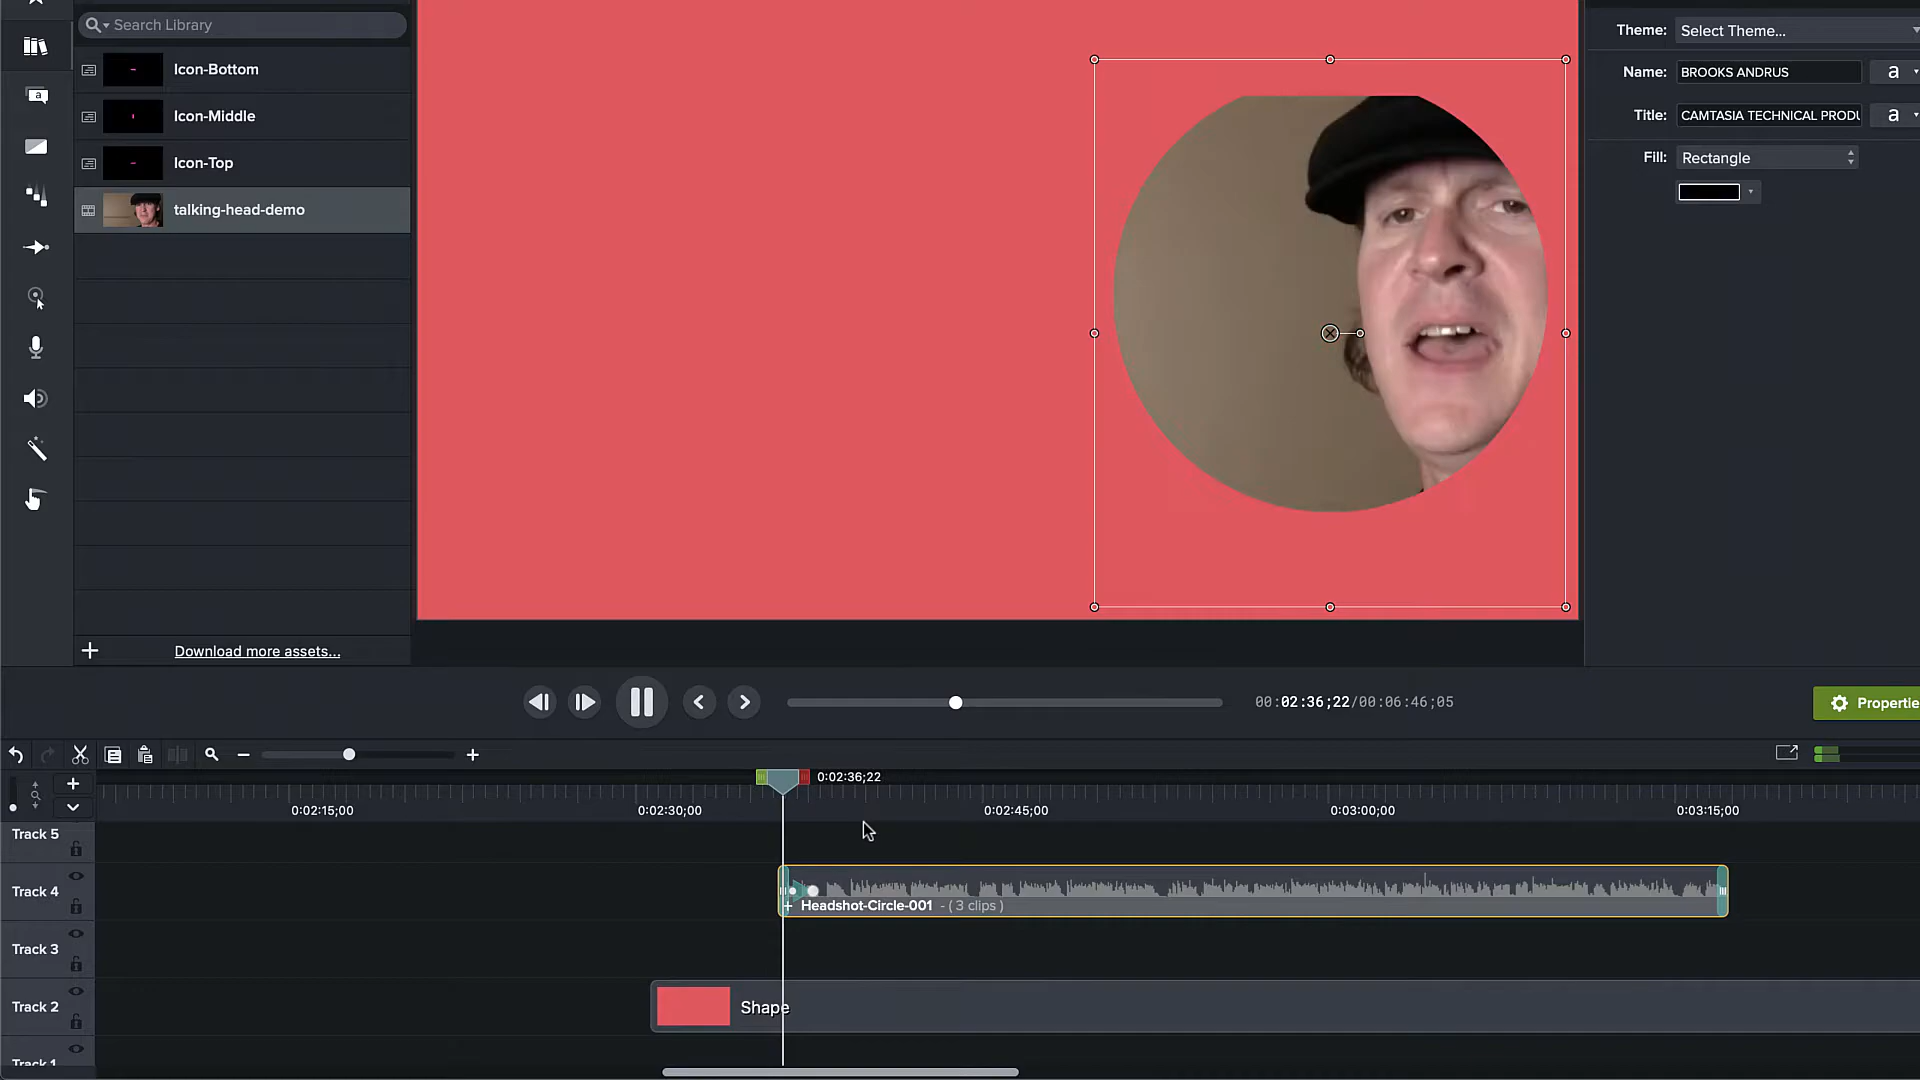 Search Library
Icon-Bottom
Icon-Middle
Icon-Top
talking-head-demo
Download more assets...
Theme: Select Theme...
Name: BROOKS ANDRUS a
Title: CAMTASIA TECHNICAL PRODU a
Fill: Rectangle
00:02:36;22/00:06:46;05
Propertie
0:02:36;22
0:02:15;00 0:02:30;00 0:02:45;00 0:03:00;00 0:03:15;00
Track 5
Track 4
Headshot-Circle-001 - ( 3 clips )
Track 3
Track 2
Shape
Track 1